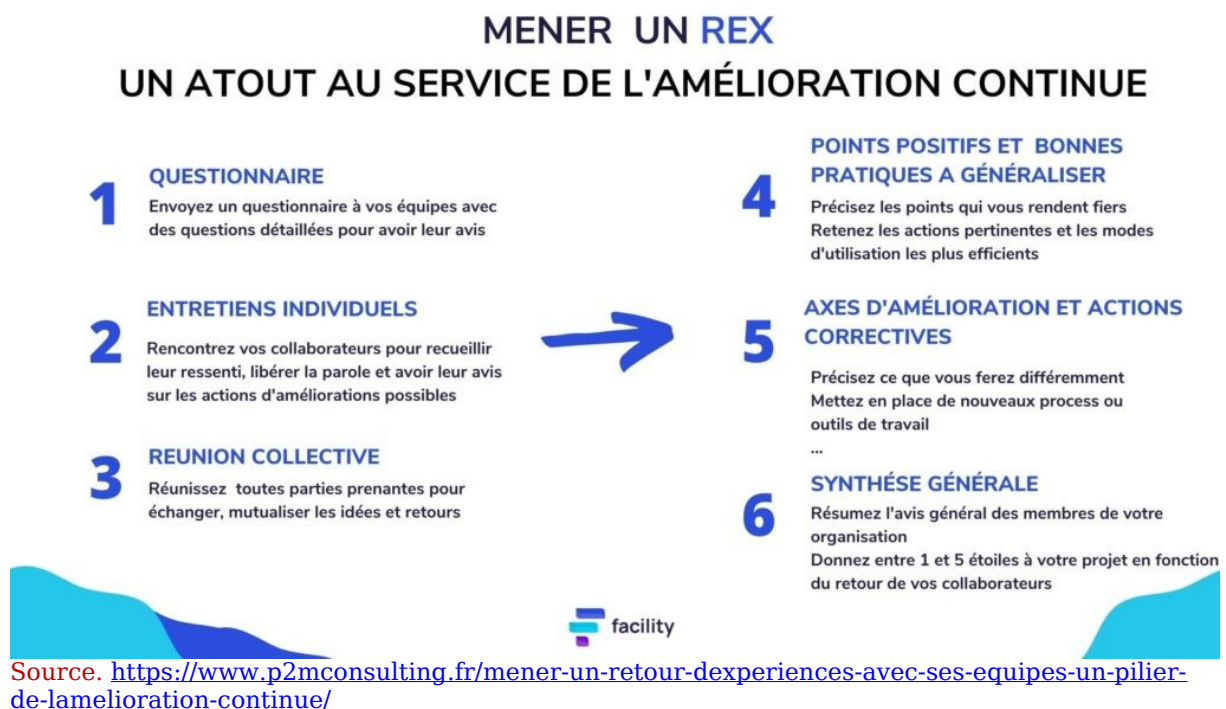 MENER UN REX
UN ATOUT AU SERVICE DE L'AMÉLIORATION CONTINUE
1
QUESTIONNAIRE
Envoyez un questionnaire à vos équipes avec
des questions détaillées pour avoir leur avis
2
ENTRETIENS INDIVIDUELS
Rencontrez vos collaborateurs pour recueillir
leur ressenti, libérer la parole et avoir leur avis
sur les actions d'améliorations possibles
3
REUNION COLLECTIVE
Réunissez toutes parties prenantes pour
échanger, mutualiser les idées et retours
4
POINTS POSITIFS ET BONNES
PRATIQUES A GÉNÉRALISER
Précisez les points qui vous rendent fiers
Retenez les actions pertinentes et les modes
d'utilisation les plus efficients
5
AXES D'AMÉLIORATION ET ACTIONS
CORRECTIVES
Précisez ce que vous ferez différemment
Mettez en place de nouveaux process ou
outils de travail
...
6
SYNTHÉSE GÉNÉRALE
Résumez l'avis général des membres de votre
organisation
Donnez entre 1 et 5 étoiles à votre projet en fonction
du retour de vos collaborateurs
facility
Source. https://www.p2mconsulting.fr/mener-un-retour-dexperiences-avec-ses-equipes-un-pilier-
de-lamelioration-continue/